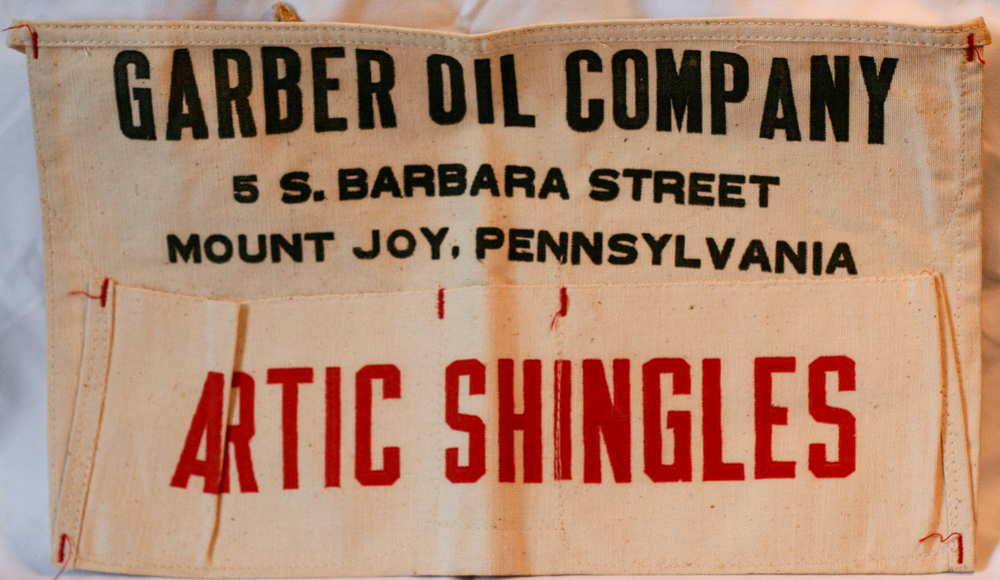 GARBER OIL COMPANY
5 S. BARBARA STREET
MOUNT JOY, PENNSYLVANIA
ARTIC SHINGLES